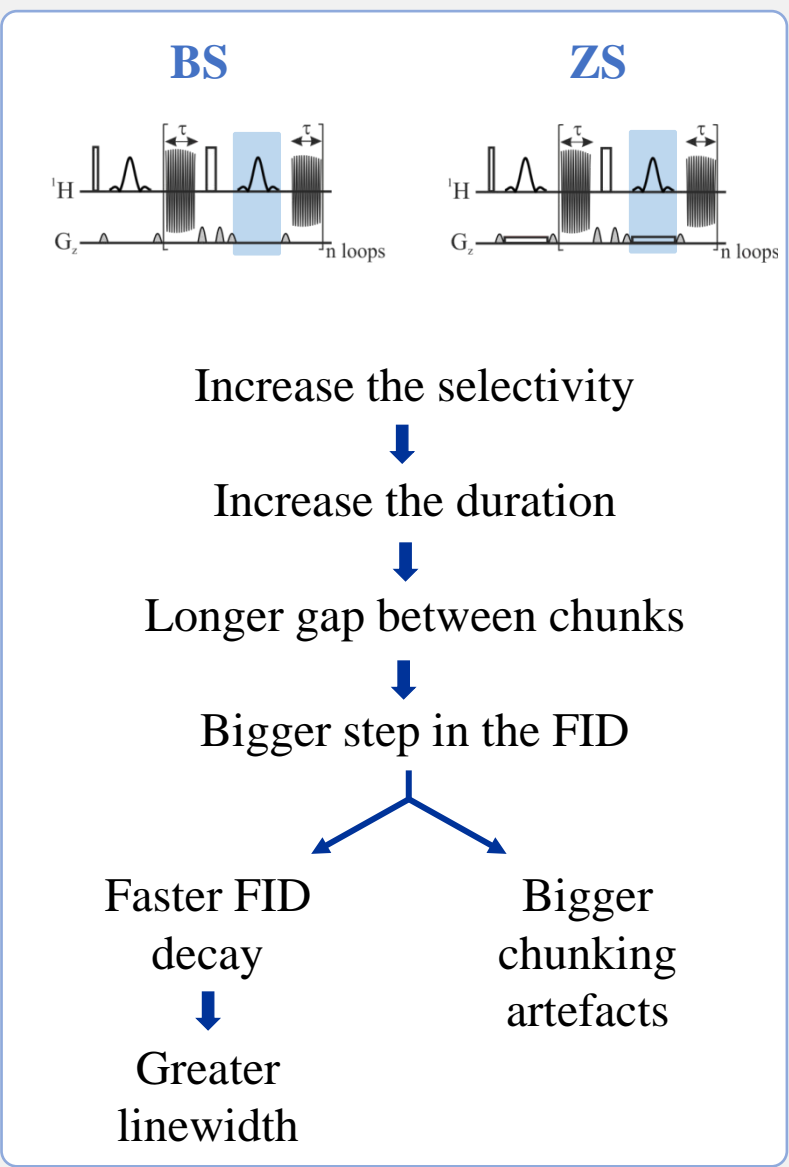 BS
ZS
τ
τ
¹H
G_z
n loops
τ
τ
¹H
G_z
n loops
Increase the selectivity
Increase the duration
Longer gap between chunks
Bigger step in the FID
Faster FID
decay
Bigger
chunking
artefacts
Greater
linewidth